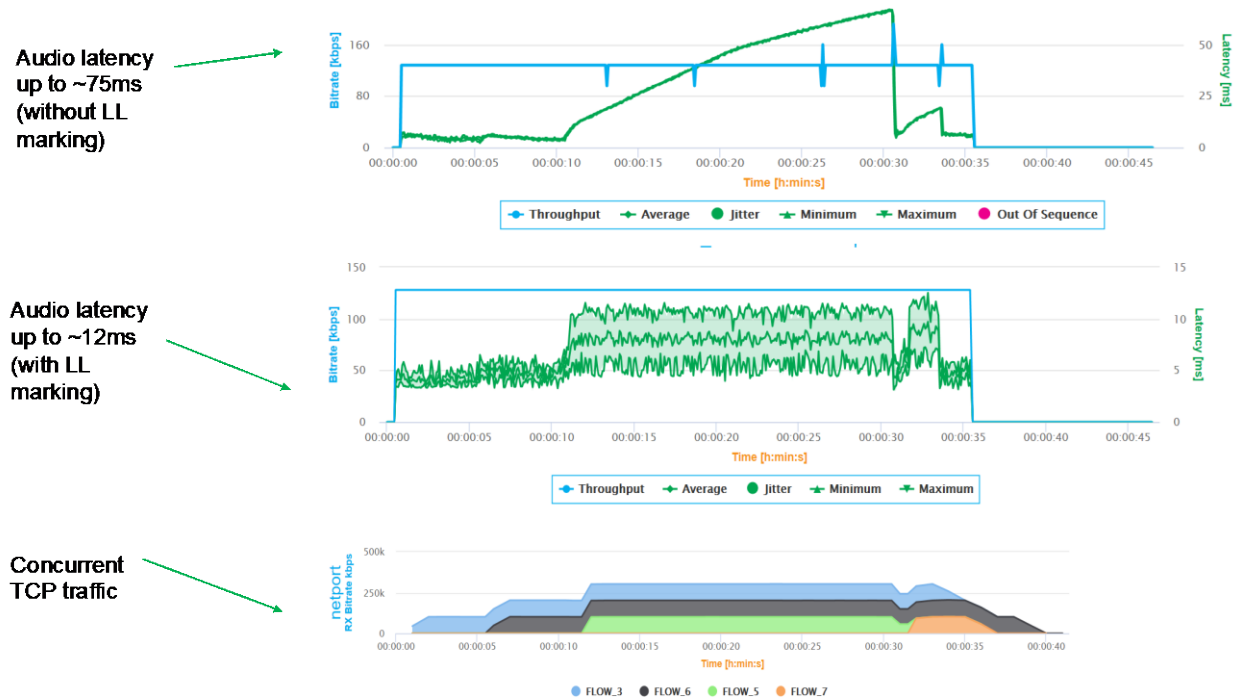 Audio latency
up to ~75ms
(without LL
marking)
Bitrate [kbps]
160
80
0
Latency [ms]
50
25
0
00:00:00 00:00:05 00:00:10 00:00:15 00:00:20 00:00:25 00:00:30 00:00:35 00:00:40 00:00:45
Time [h:min:s]
Throughput Average Jitter Minimum Maximum Out Of Sequence
Audio latency
up to ~12ms
(with LL
marking)
Bitrate [kbps]
150
100
50
0
Latency [ms]
15
10
5
0
00:00:00 00:00:05 00:00:10 00:00:15 00:00:20 00:00:25 00:00:30 00:00:35 00:00:40 00:00:45
Time [h:min:s]
Throughput Average Jitter Minimum Maximum
Concurrent
TCP traffic
netport
RX Bitrate kbps
500k
250k
0
00:00:00 00:00:05 00:00:10 00:00:15 00:00:20 00:00:25 00:00:30 00:00:35 00:00:40
Time [h:min:s]
FLOW_3 FLOW_6 FLOW_5 FLOW_7